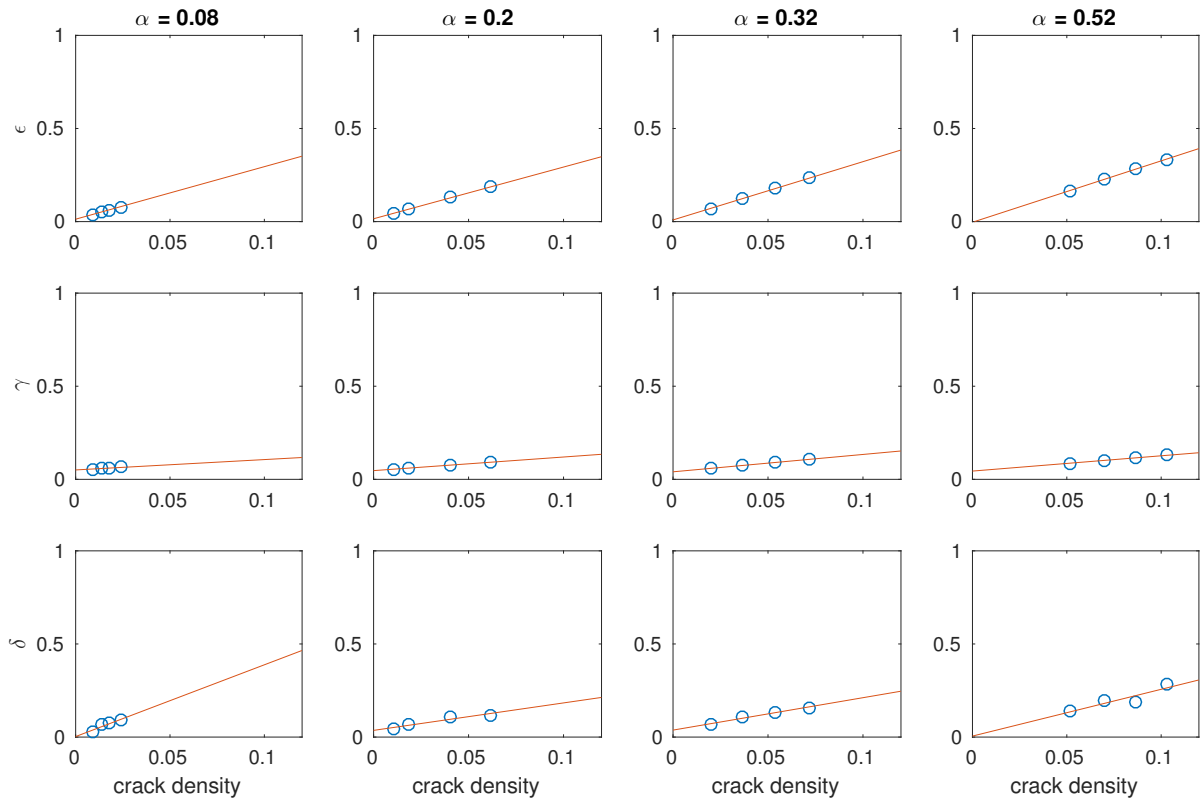 α = 0.08 α = 0.2 α = 0.32 α = 0.52
1 1 1 1
ϵ 0.5 0.5 0.5 0.5
0 0 0 0
0 0.05 0.1 0 0.05 0.1 0 0.05 0.1 0 0.05 0.1
1 1 1 1
γ 0.5 0.5 0.5 0.5
0 0 0 0
0 0.05 0.1 0 0.05 0.1 0 0.05 0.1 0 0.05 0.1
1 1 1 1
δ 0.5 0.5 0.5 0.5
0 0 0 0
0 0.05 0.1 0 0.05 0.1 0 0.05 0.1 0 0.05 0.1
crack density crack density crack density crack density